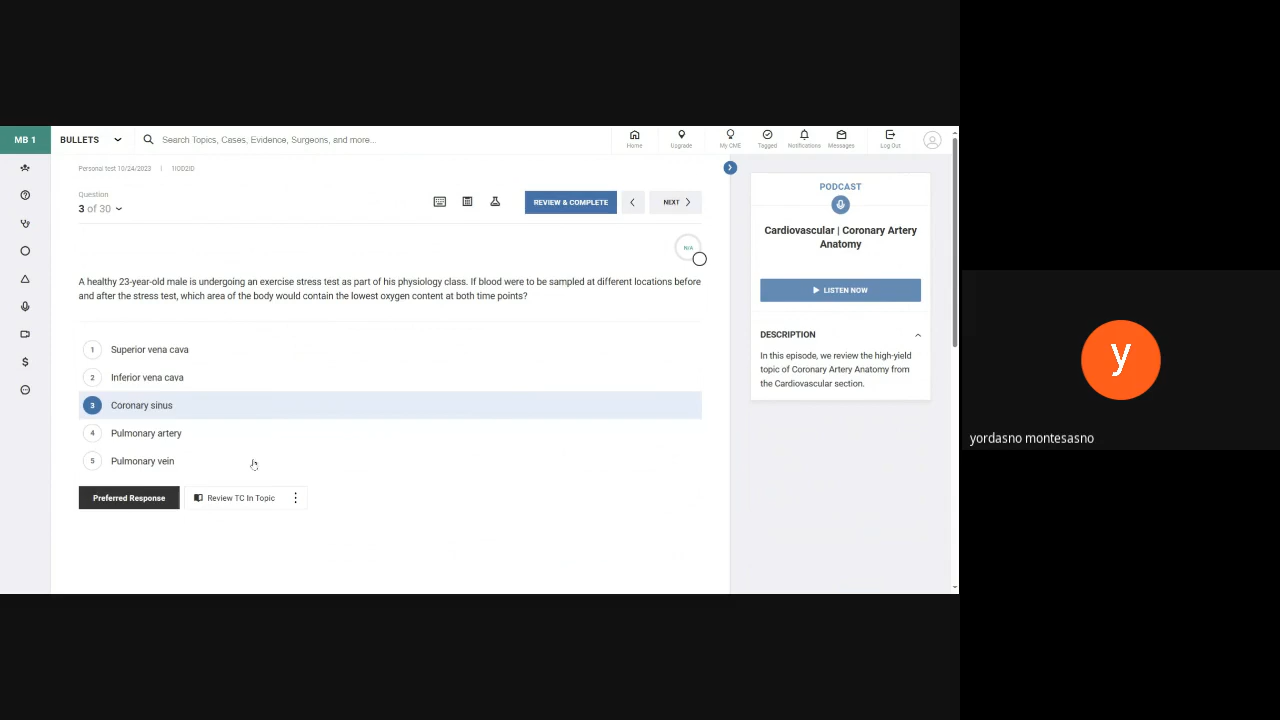 MB 1
BULLETS
Search Topics, Cases, Evidence, Surgeons, and more...
Home
Upgrade
My CME
Tagged
Notifications
Messages
Log Out
Personal test 10/24/2023
Question
3 of 30
REVIEW & COMPLETE
NEXT
N/A
A healthy 23-year-old male is undergoing an exercise stress test as part of his physiology class. If blood were to be sampled at different locations before
and after the stress test, which area of the body would contain the lowest oxygen content at both time points?
1 Superior vena cava
2 Inferior vena cava
3 Coronary sinus
4 Pulmonary artery
5 Pulmonary vein
Preferred Response
Review TC In Topic
PODCAST
Cardiovascular | Coronary Artery
Anatomy
LISTEN NOW
DESCRIPTION
In this episode, we review the high-yield
topic of Coronary Artery Anatomy from
the Cardiovascular section.
y
yordasno montesasno